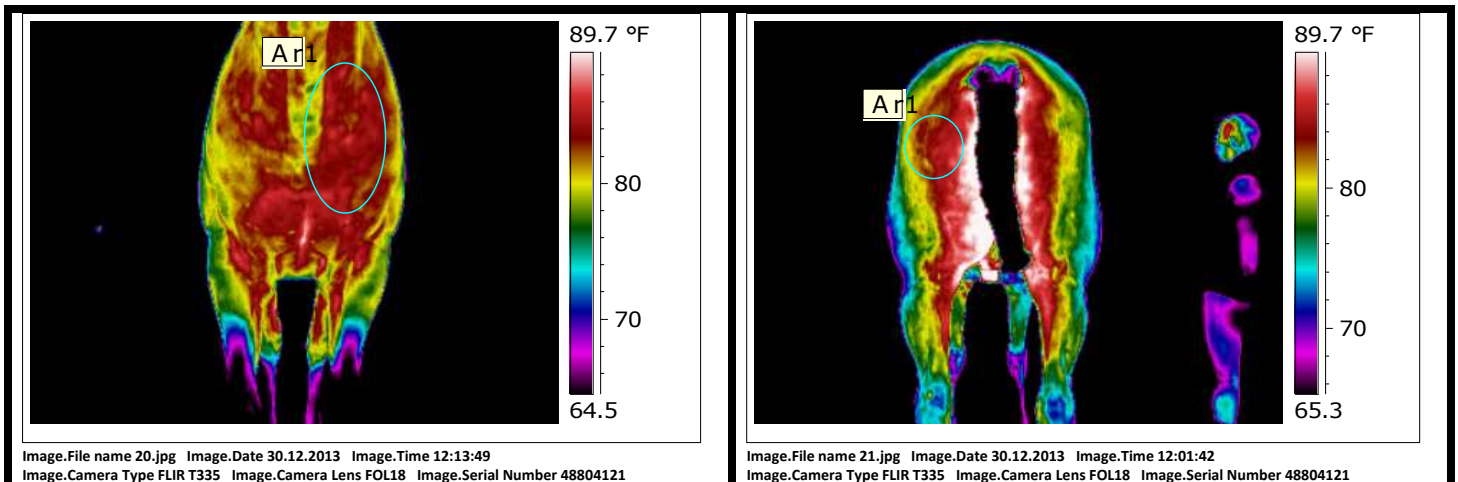 89.7 °F
Ar1
80
70
64.5
Image.File name 20.jpg Image.Date 30.12.2013 Image.Time 12:13:49
Image.Camera Type FLIR T335 Image.Camera Lens FOL18 Image.Serial Number 48804121
89.7 °F
Ar1
80
70
65.3
Image.File name 21.jpg Image.Date 30.12.2013 Image.Time 12:01:42
Image.Camera Type FLIR T335 Image.Camera Lens FOL18 Image.Serial Number 48804121